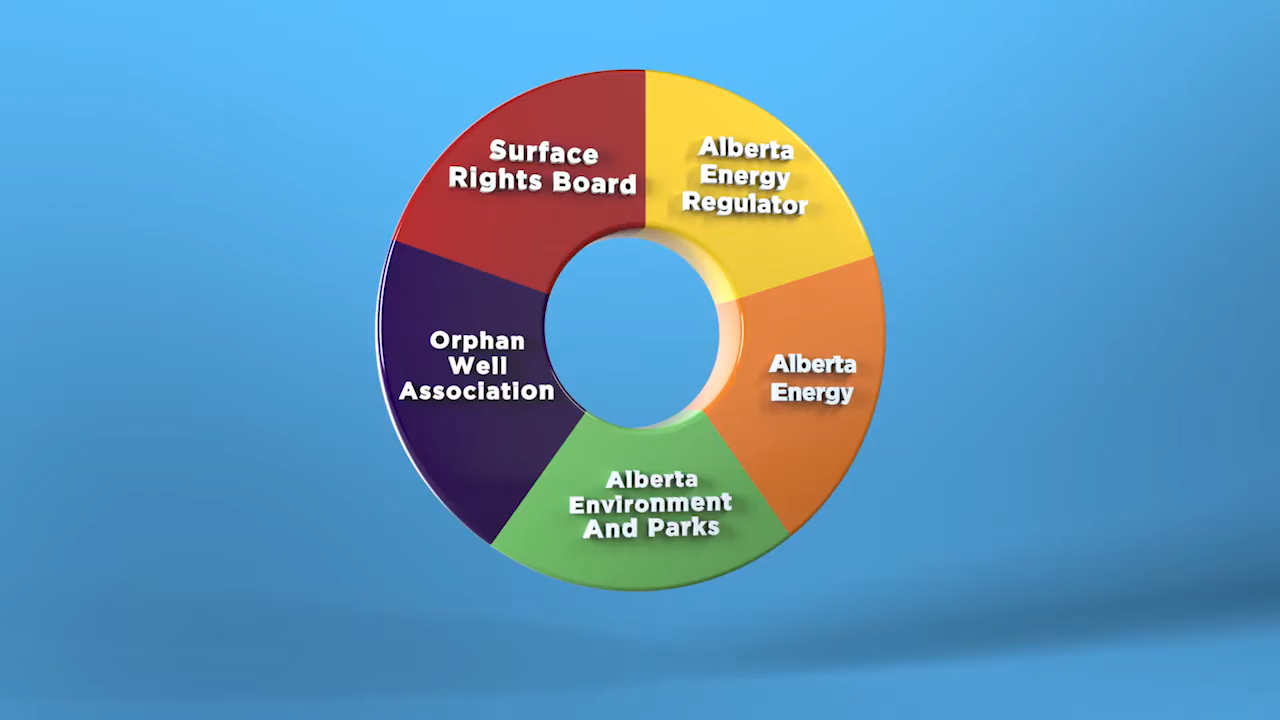 Surface
Rights Board
Alberta
Energy
Regulator
Orphan
Well
Association
Alberta
Energy
Alberta
Environment
And Parks